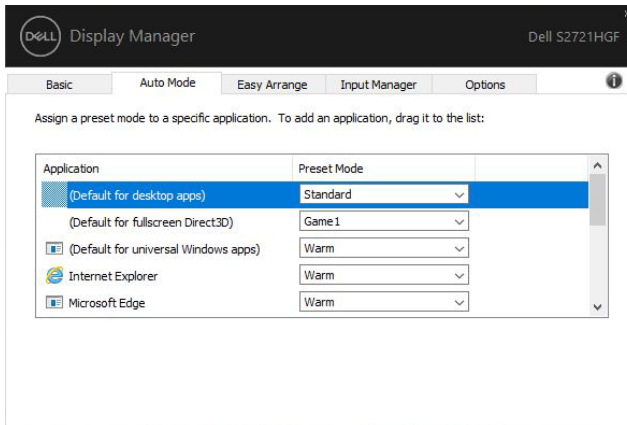 DELL Display Manager Dell S2721HGF
Basic Auto Mode Easy Arrange Input Manager Options
Assign a preset mode to a specific application. To add an application, drag it to the list:
Application Preset Mode
(Default for desktop apps) Standard
(Default for fullscreen Direct3D) Game1
(Default for universal Windows apps) Warm
Internet Explorer Warm
Microsoft Edge Warm